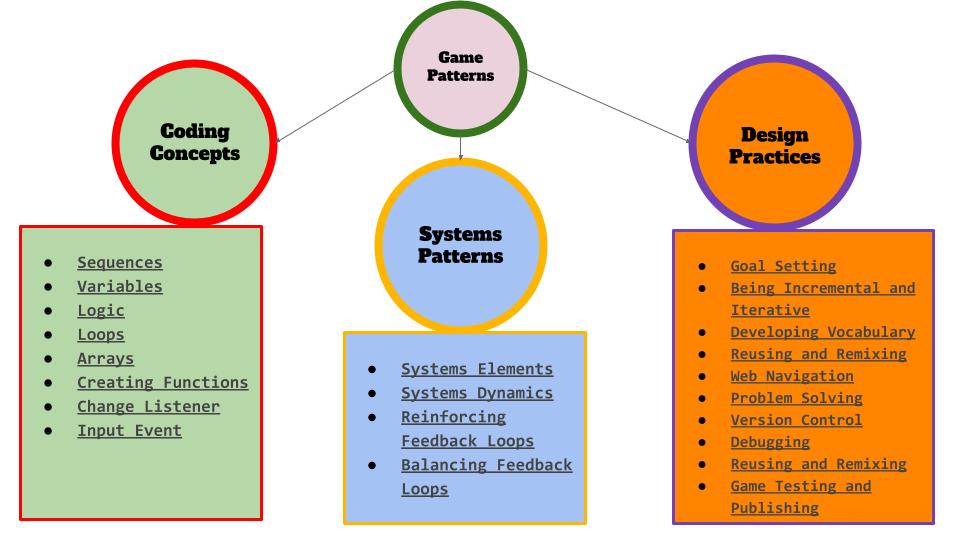 Game
Patterns
Coding
Concepts
Design
Practices
Systems
Patterns
● Sequences
● Variables
● Logic
● Loops
● Arrays
● Creating Functions
● Change Listener
● Input Event
● Systems Elements
● Systems Dynamics
● Reinforcing
Feedback Loops
● Balancing Feedback
Loops
● Goal Setting
● Being Incremental and
Iterative
● Developing Vocabulary
● Reusing and Remixing
● Web Navigation
● Problem Solving
● Version Control
● Debugging
● Reusing and Remixing
● Game Testing and
Publishing